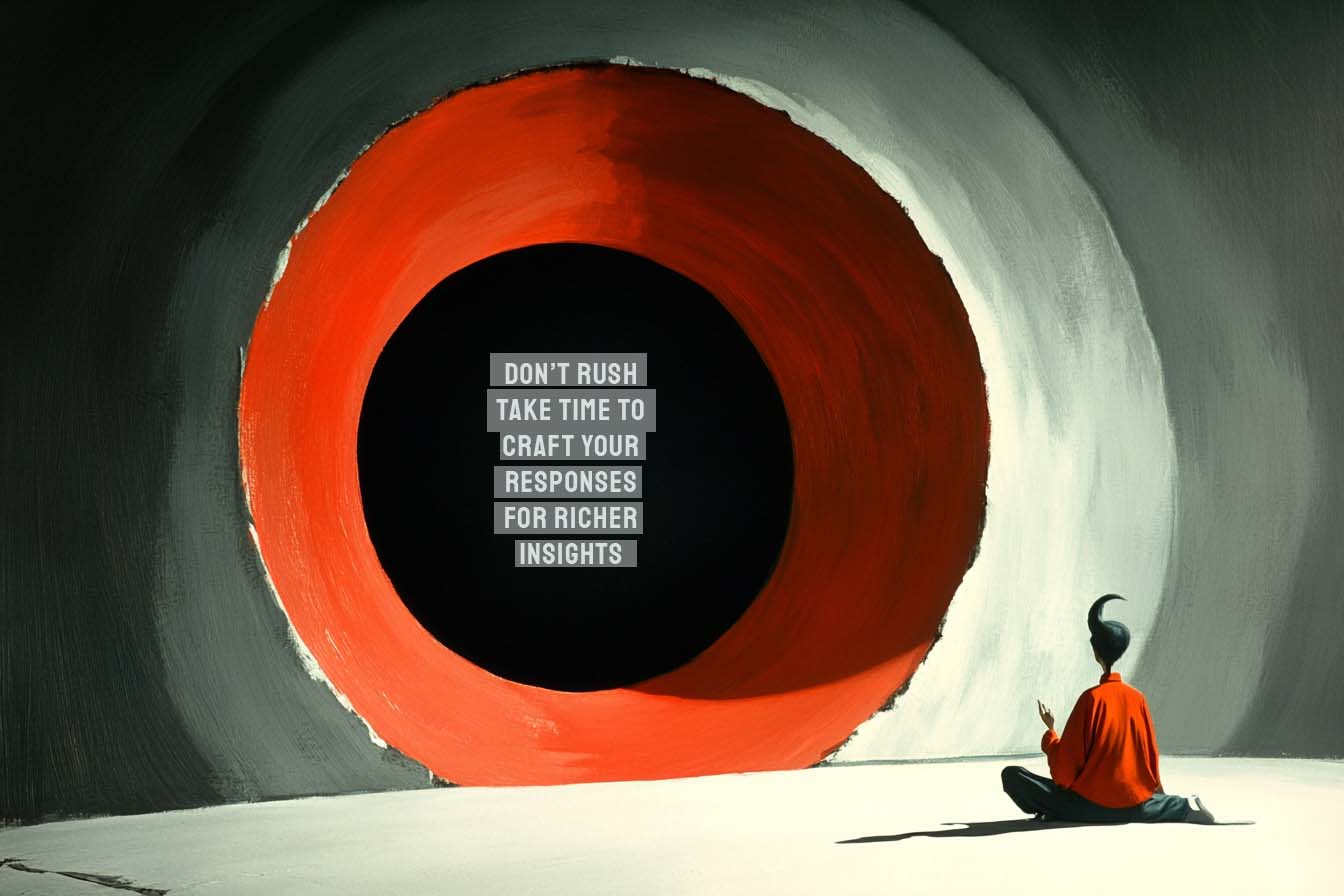 DON’T RUSH
TAKE TIME TO
CRAFT YOUR
RESPONSES
FOR RICHER
INSIGHTS